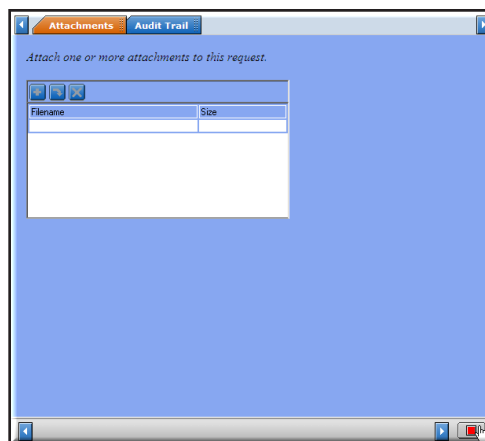 Attachments Audit Trail
Attach one or more attachments to this request.
Filename Size